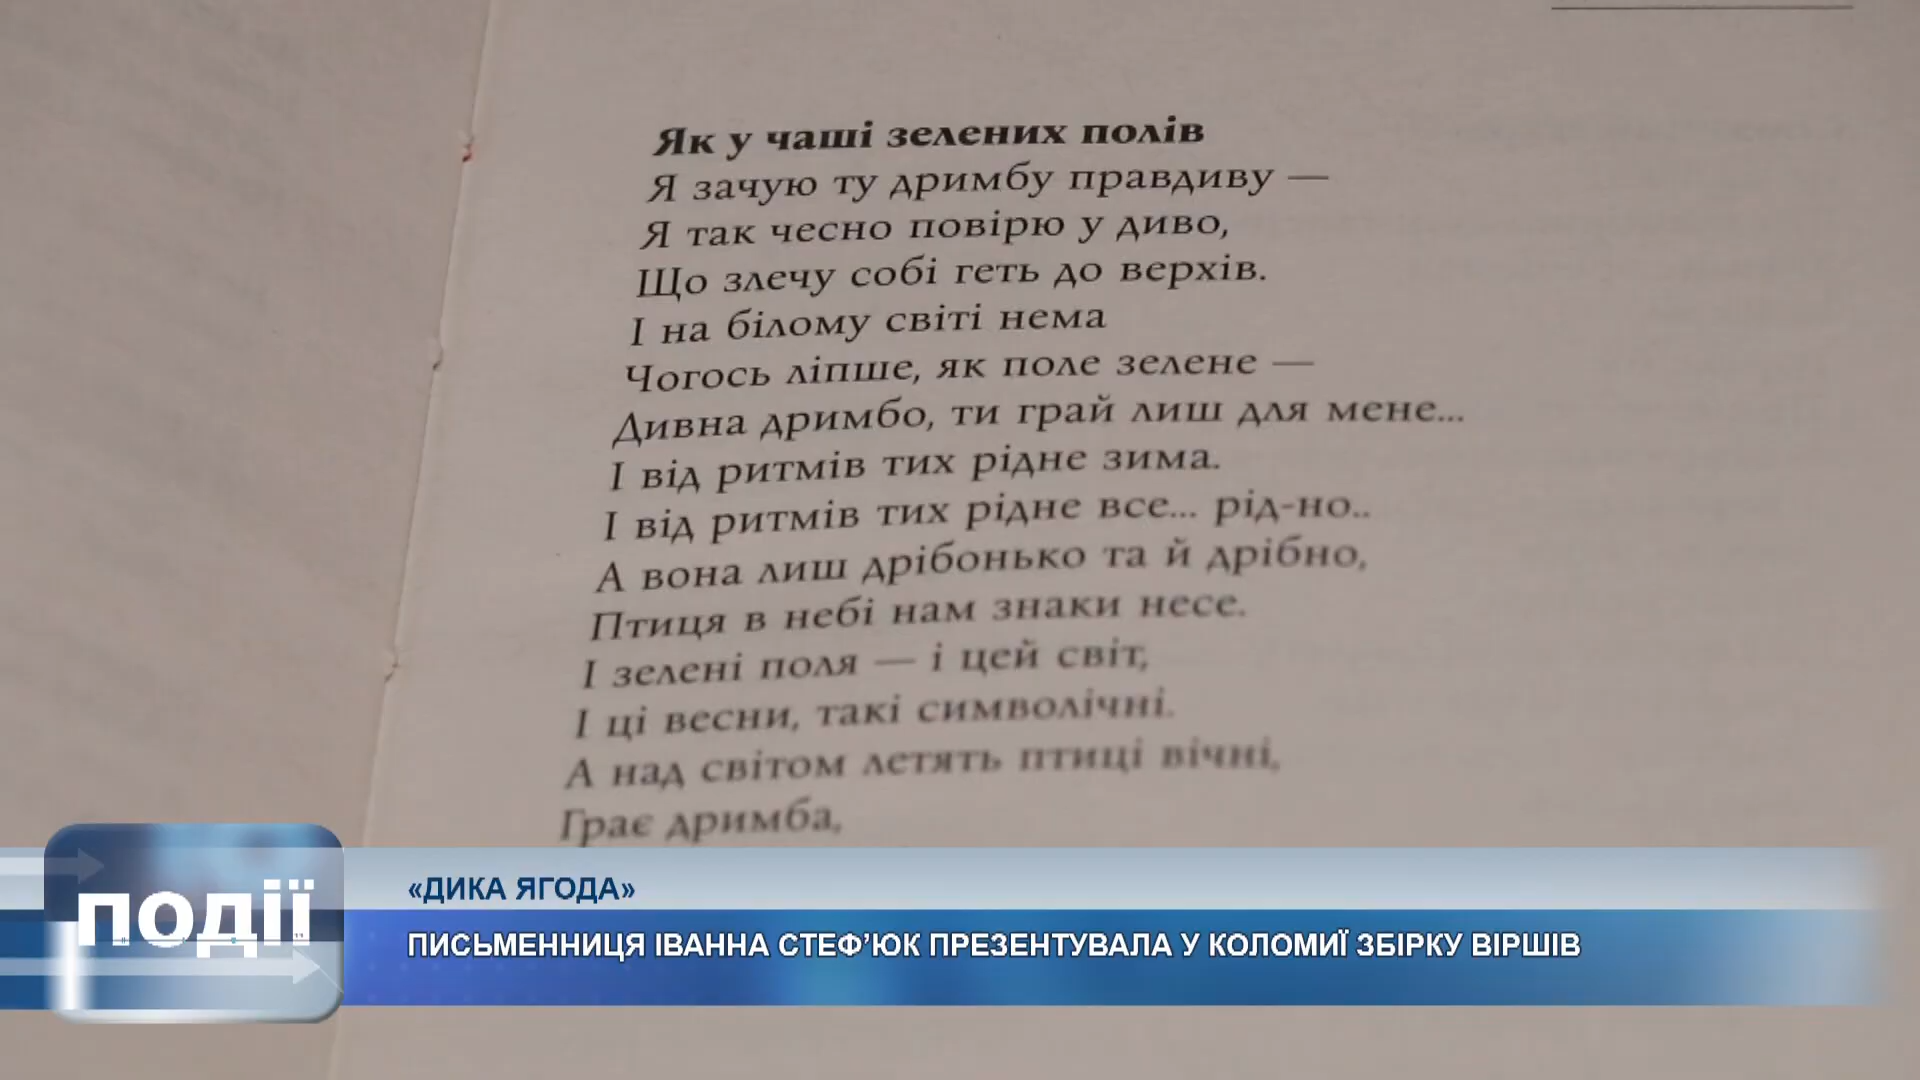 Як у чаші зелених полів
Я зачую ту дримбу правдиву —
Я так чесно повірю у диво,
Що злечу собі геть до верхів.
І на білому світі нема
Чогось ліпше, як поле зелене —
Дивна дримбо, ти грай лиш для мене...
І від ритмів тих рідне зима.
І від ритмів тих рідне все... рід-но..
А вона лиш дрібонько та й дрібно,
Птиця в небі нам знаки несе.
І зелені поля — і цей світ,
І ці весни, такі символічні.
А над світом летять птиці вічні,
Грає дримба,
«ДИКА ЯГОДА»
ПОДІЇ
ПИСЬМЕННИЦЯ ІВАННА СТЕФ’ЮК ПРЕЗЕНТУВАЛА У КОЛОМИЇ ЗБІРКУ ВІРШІВ